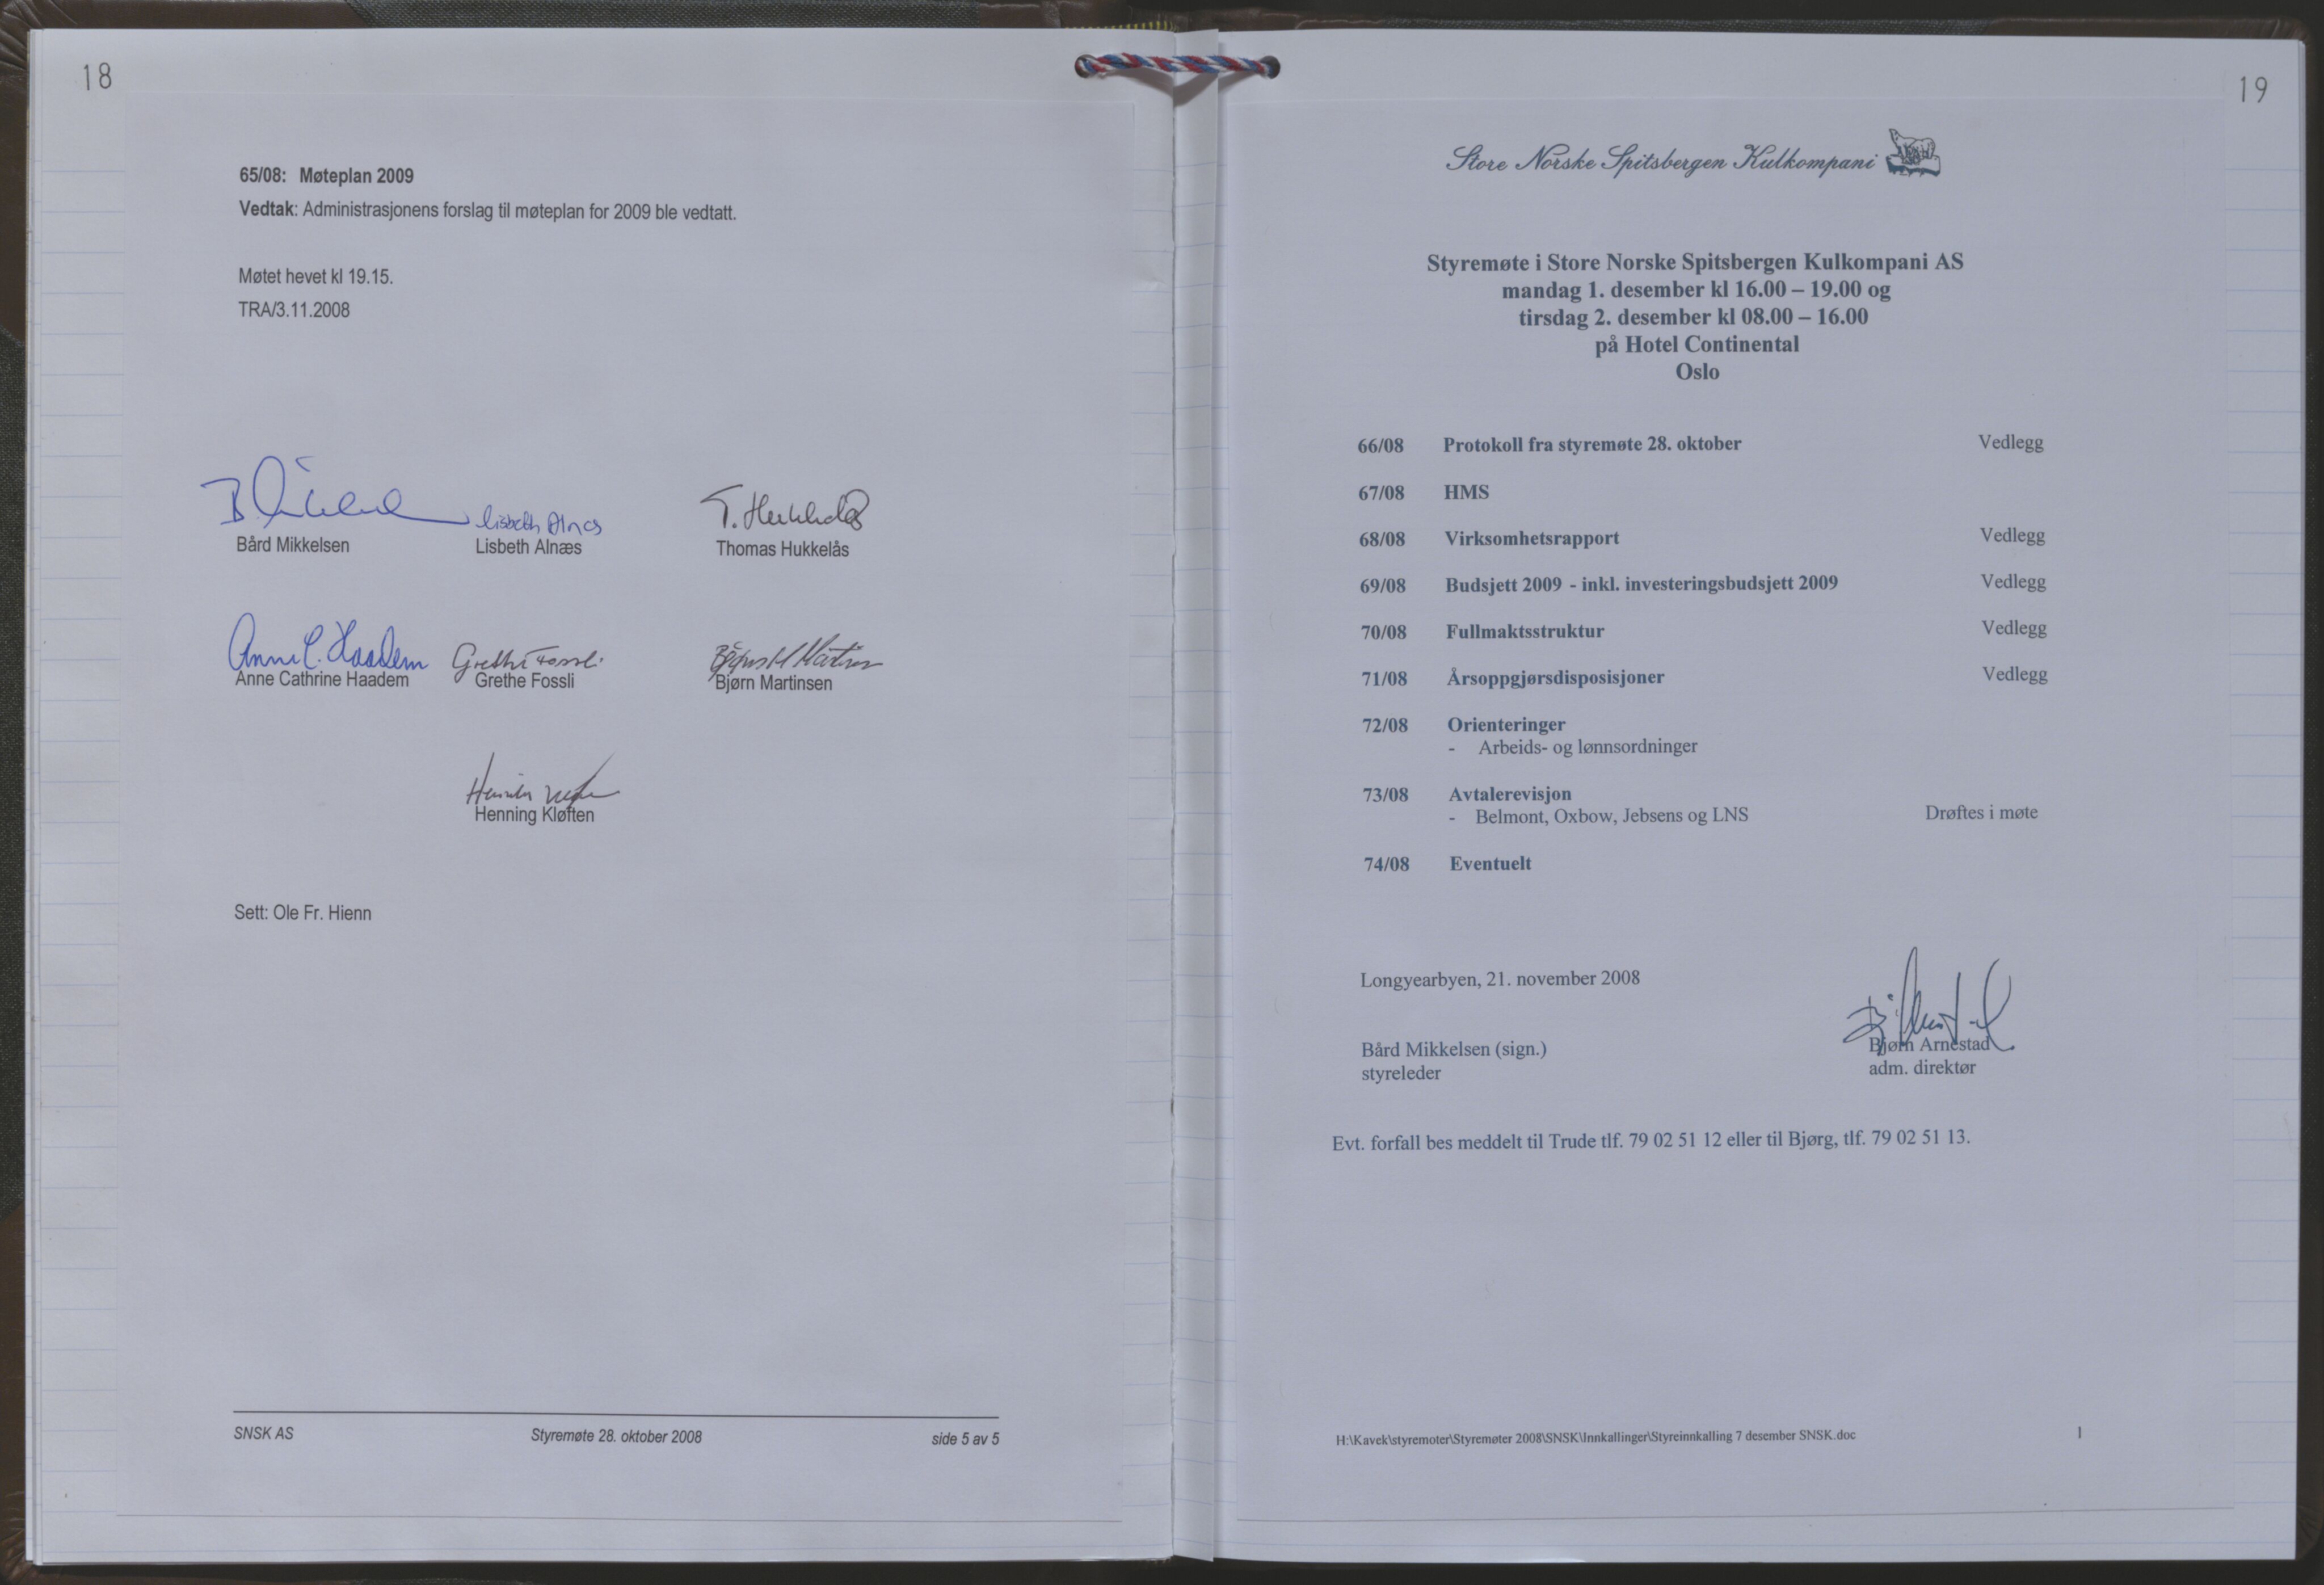 18
65/08: Møteplan 2009
Vedtak: Administrasjonens forslag til møteplan for 2009 ble vedtatt.
Møtet hevet kl 19.15.
TRA/3.11.2008
Lisbeth Alnæs
T. Hukkelås
Bård Mikkelsen
Lisbeth Alnæs
Thomas Hukkelås
Anne C. Haadem
Grethe Fossli
Anne Cathrine Haadem
Grethe Fossli
Bjørn Martinsen
Henning Kløften
Sett: Ole Fr. Hienn
SNSK AS
Styremøte 28. oktober 2008
side 5 av 5
19
Store Norske Spitsbergen Kulkompani
Styremøte i Store Norske Spitsbergen Kulkompani AS
mandag 1. desember kl 16.00 – 19.00 og
tirsdag 2. desember kl 08.00 – 16.00
på Hotel Continental
Oslo
66/08 Protokoll fra styremøte 28. oktober Vedlegg
67/08 HMS
68/08 Virksomhetsrapport Vedlegg
69/08 Budsjett 2009 - inkl. investeringsbudsjett 2009 Vedlegg
70/08 Fullmaktsstruktur Vedlegg
71/08 Årsoppgjørsdisposisjoner Vedlegg
72/08 Orienteringer
- Arbeids- og lønnsordninger
73/08 Avtalerevisjon
- Belmont, Oxbow, Jebsens og LNS Drøftes i møte
74/08 Eventuelt
Longyearbyen, 21. november 2008
Bård Mikkelsen (sign.)
styreleder
Bjørn Arnestad
adm. direktør
Evt. forfall bes meddelt til Trude tlf. 79 02 51 12 eller til Bjørg, tlf. 79 02 51 13.
H:\Kavek\styremoter\Styremøter 2008\SNSK\Innkallinger\Styreinnkalling 7 desember SNSK.doc
1